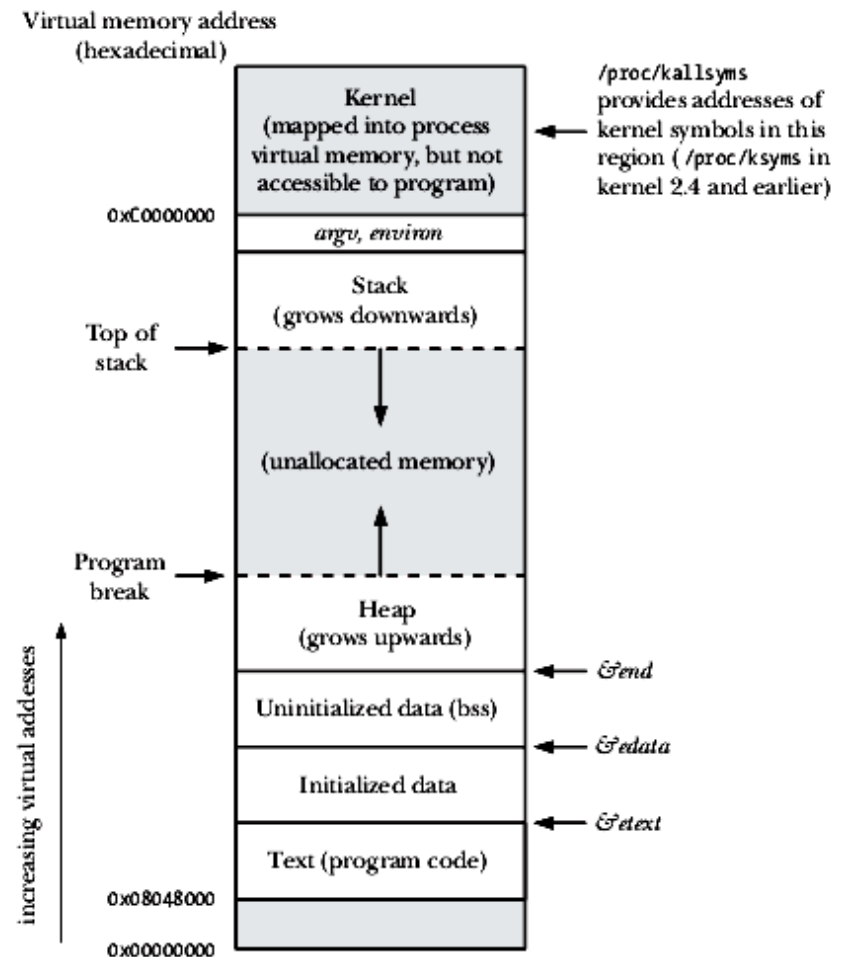 Virtual memory address
(hexadecimal)
/proc/kallsyms
provides addresses of
kernel symbols in this
region (/proc/ksyms in
kernel 2.4 and earlier)
Kernel
(mapped into process
virtual memory, but not
accessible to program)
0xC0000000
argv, environ
Stack
(grows downwards)
Top of
stack
(unallocated memory)
Program
break
Heap
(grows upwards)
&end
Uninitialized data (bss)
&edata
Initialized data
&etext
Text (program code)
0x08048000
0x00000000
increasing virtual addesses